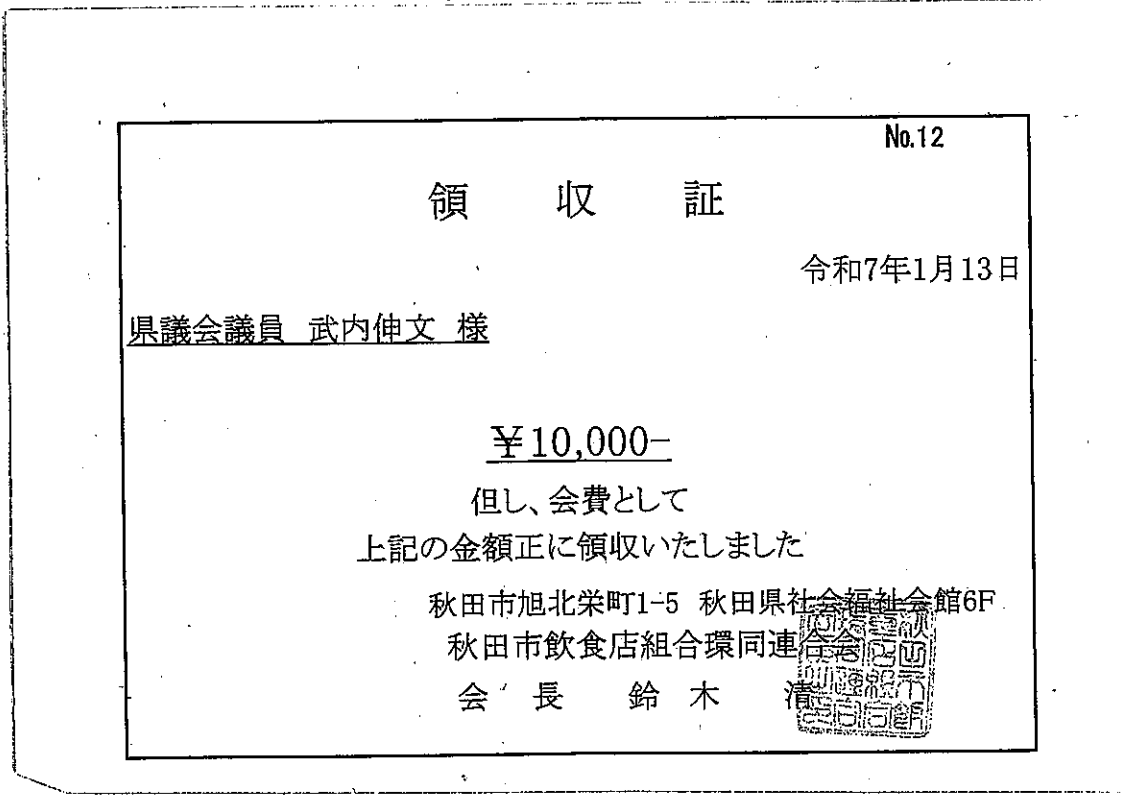 No.12
領 収 証
令和7年1月13日
県議会議員 武内伸文 様
¥10,000-
但し、会費として
上記の金額正に領収いたしました
秋田市旭北栄町1-5 秋田県社会福祉会館6F
秋田市飲食店組合環同連合会
会 長 鈴 木 清